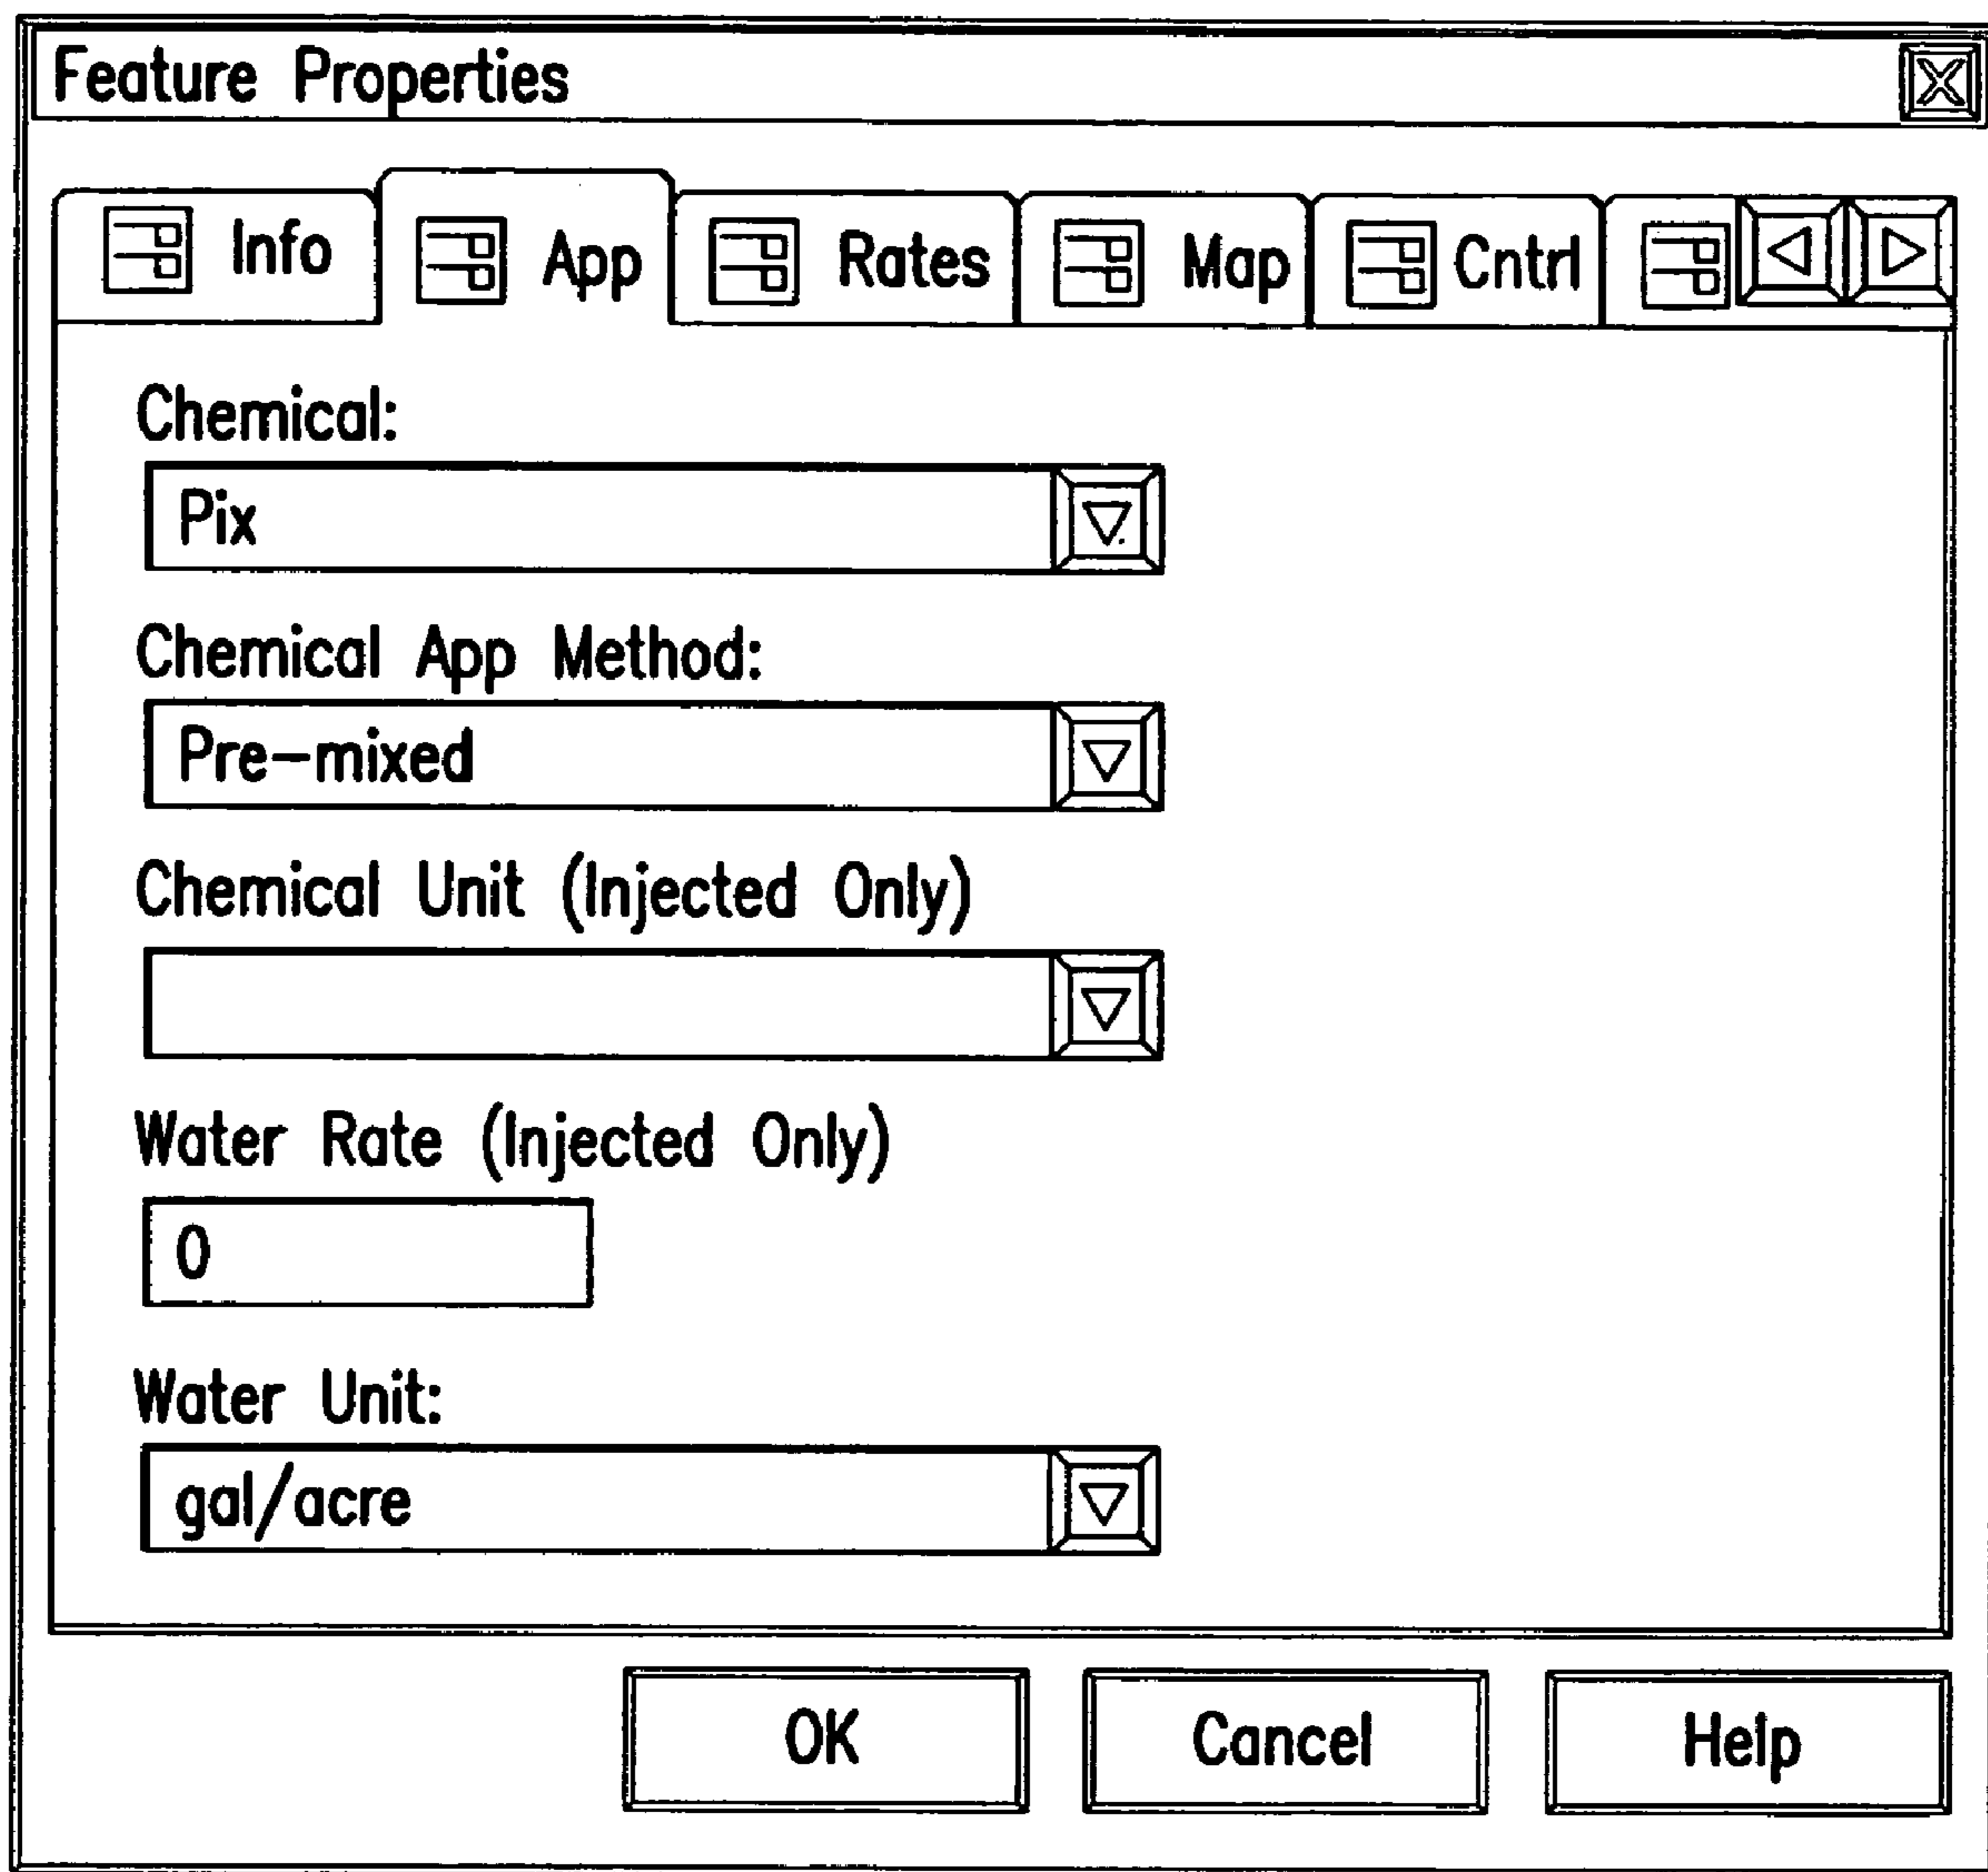 Feature Properties
Info App Rates Map Cntrl
Chemical:
Pix
Chemical App Method:
Pre-mixed
Chemical Unit (Injected Only)
Water Rate (Injected Only)
0
Water Unit:
gal/acre
OK Cancel Help